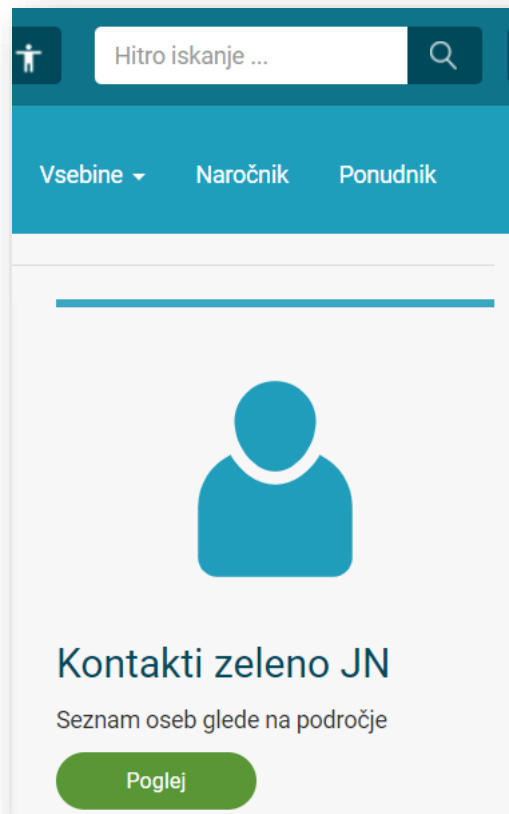 Hitro iskanje ...
Vsebine Naročnik Ponudnik
Kontakti zeleno JN
Seznam oseb glede na področje
Poglej